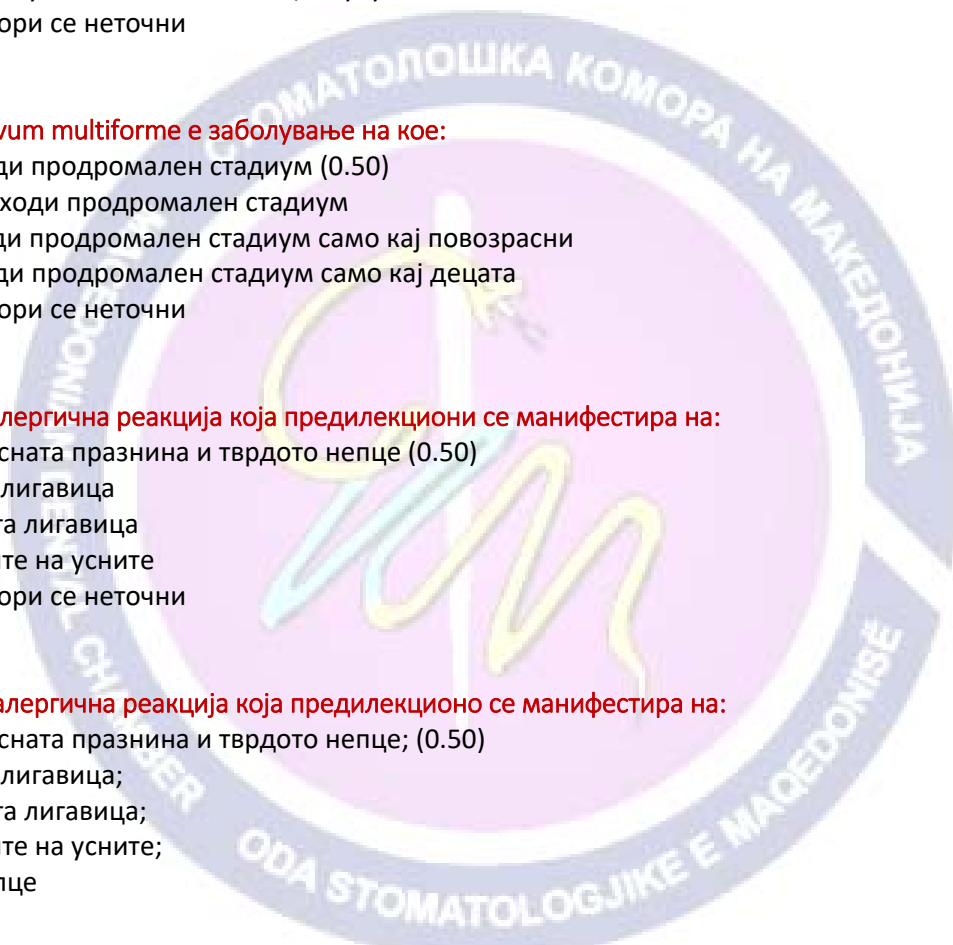 ори се неточни
vum multiforme е заболување на кое:
ди продромален стадиум (0.50)
ходи продромален стадиум
ди продромален стадиум само кај повозрасни
ди продромален стадиум само кај децата
ори се неточни
лергична реакција која предилекциони се манифестира на:
сната празнина и тврдото непце (0.50)
лигавица
та лигавица
те на усните
ори се неточни
алергична реакција која предилекционо се манифестира на:
сната празнина и тврдото непце; (0.50)
лигавица;
та лигавица;
те на усните;
пце
СТОМАТОЛОШКА КОМОРА НА МАКЕДОНИЈА
MACEDONIAN DENTAL CHAMBER
ODA STOMATOLOGJIKE E MAQEDONISË